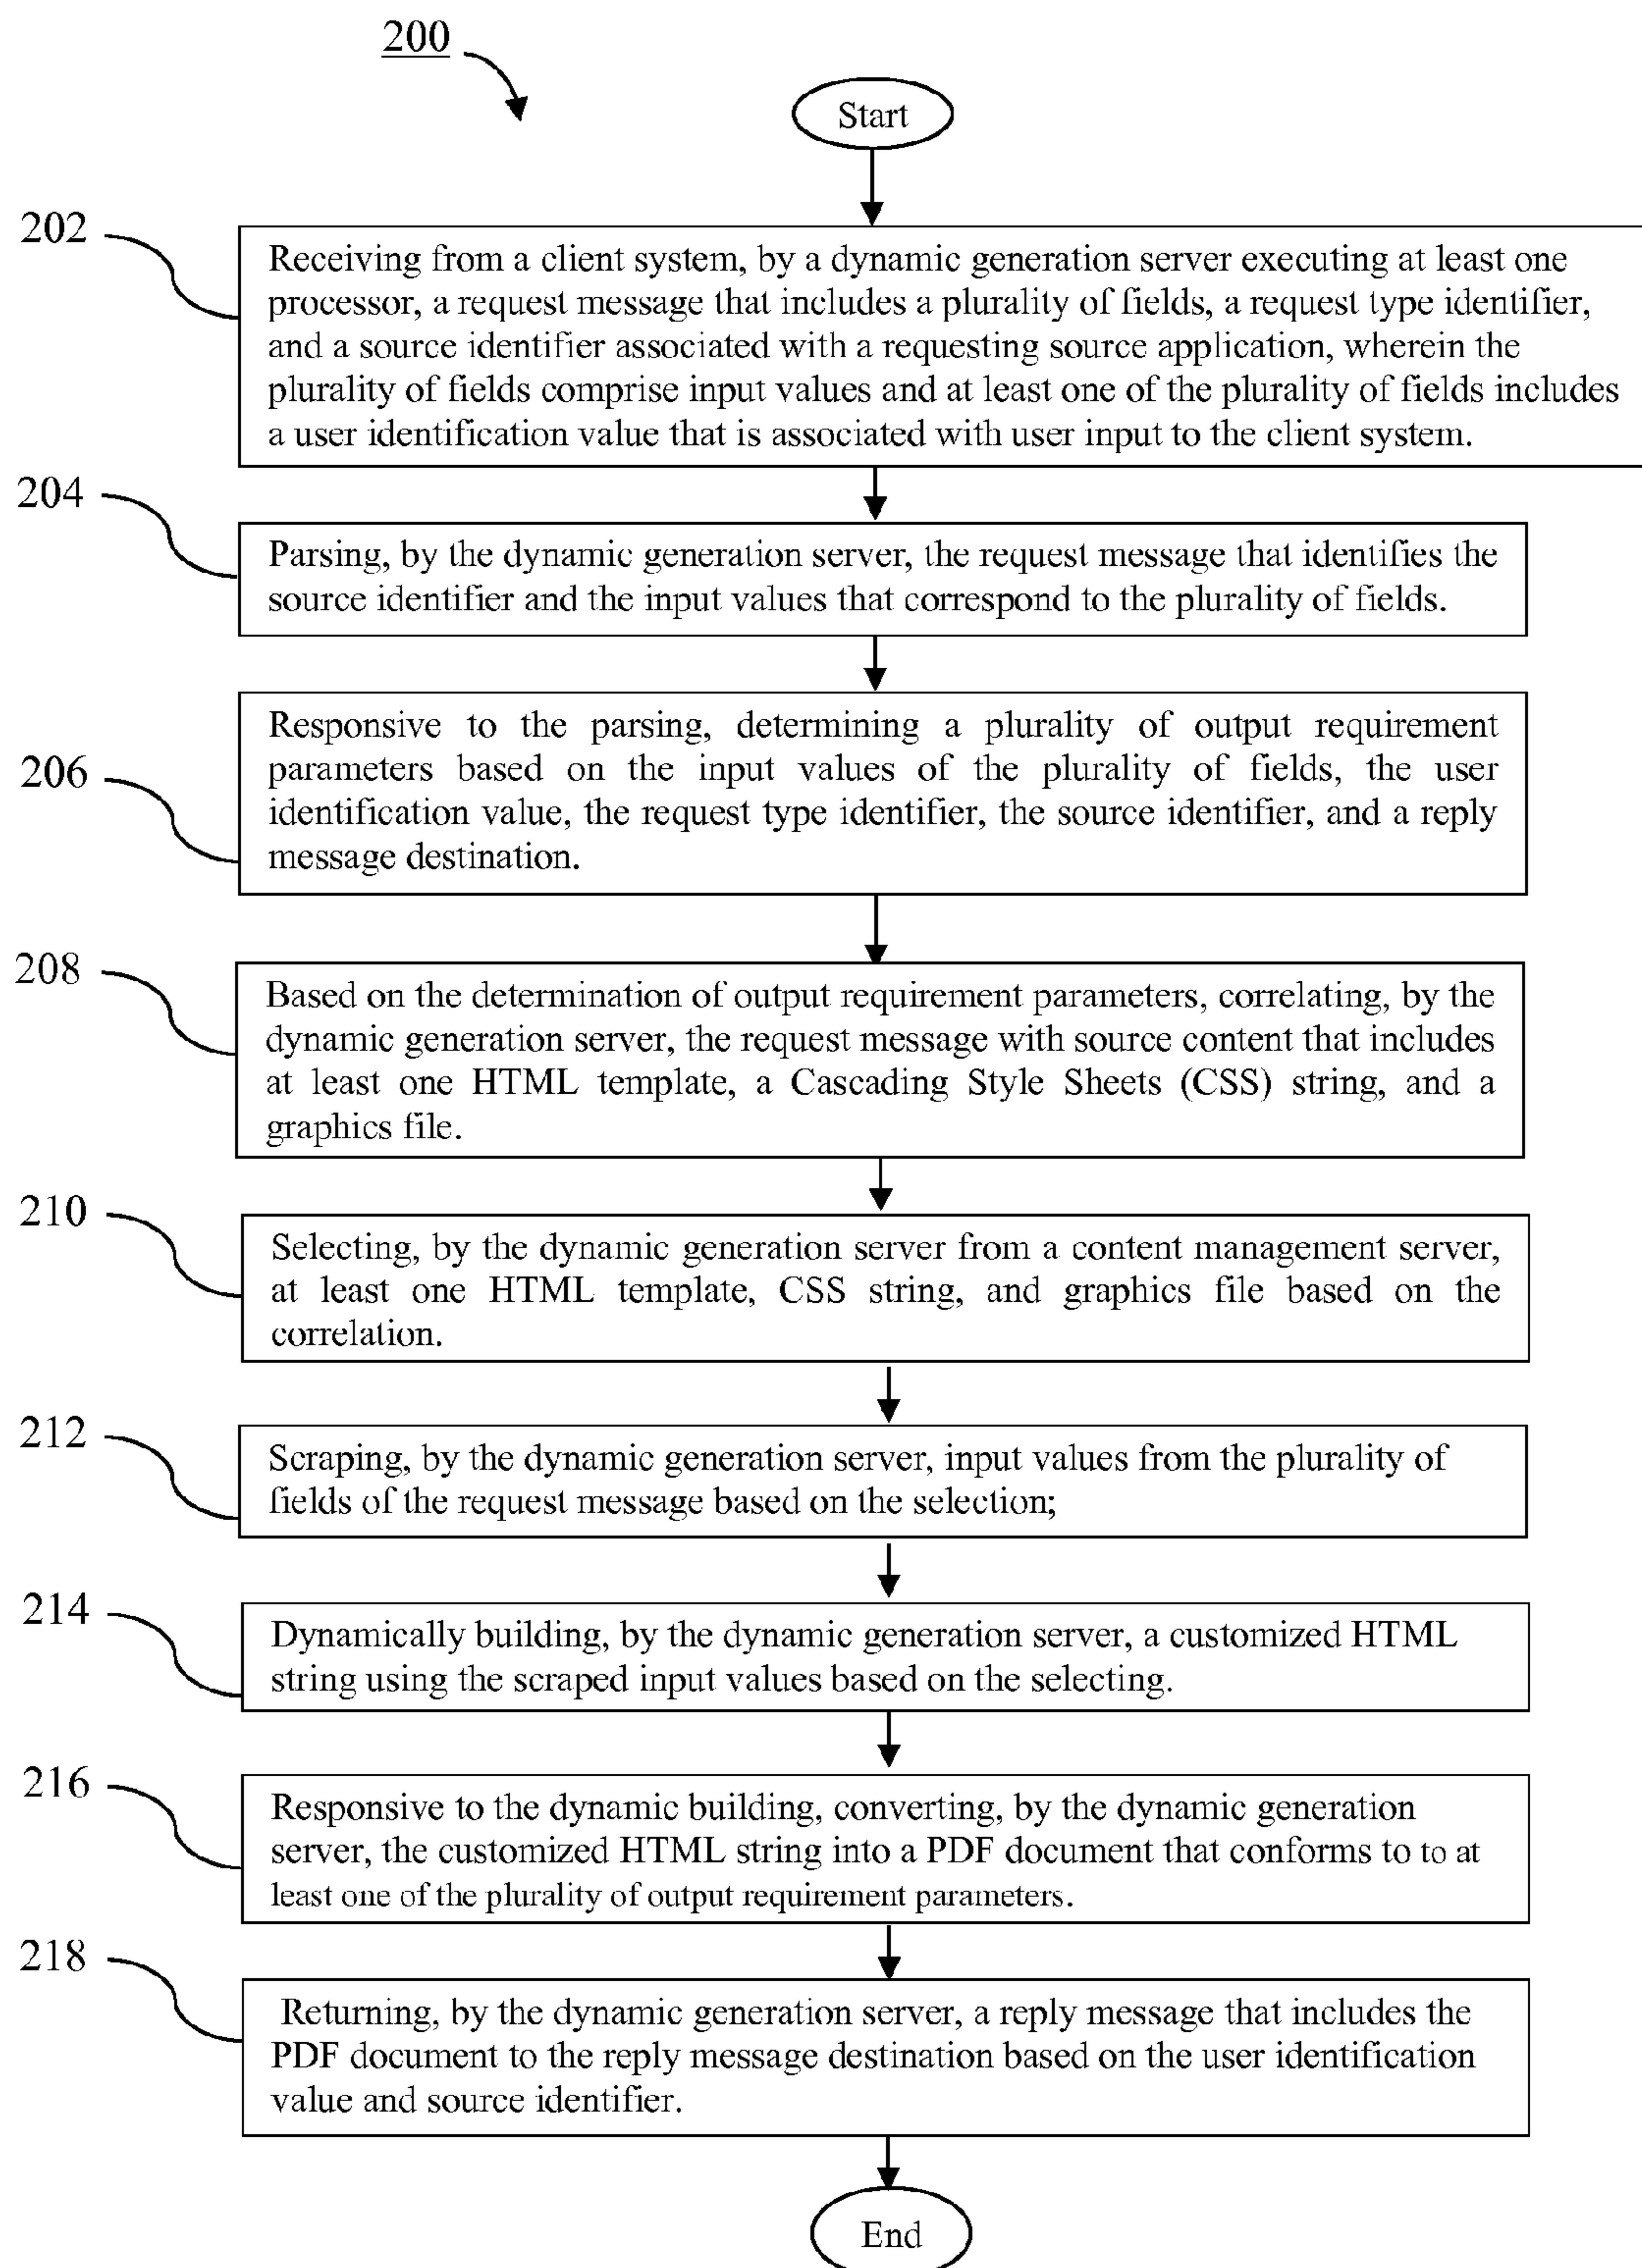 200
Start
202
Receiving from a client system, by a dynamic generation server executing at least one
processor, a request message that includes a plurality of fields, a request type identifier,
and a source identifier associated with a requesting source application, wherein the
plurality of fields comprise input values and at least one of the plurality of fields includes
a user identification value that is associated with user input to the client system.
204
Parsing, by the dynamic generation server, the request message that identifies the
source identifier and the input values that correspond to the plurality of fields.
206
Responsive to the parsing, determining a plurality of output requirement
parameters based on the input values of the plurality of fields, the user
identification value, the request type identifier, the source identifier, and a reply
message destination.
208
Based on the determination of output requirement parameters, correlating, by the
dynamic generation server, the request message with source content that includes
at least one HTML template, a Cascading Style Sheets (CSS) string, and a
graphics file.
210
Selecting, by the dynamic generation server from a content management server,
at least one HTML template, CSS string, and graphics file based on the
correlation.
212
Scraping, by the dynamic generation server, input values from the plurality of
fields of the request message based on the selection;
214
Dynamically building, by the dynamic generation server, a customized HTML
string using the scraped input values based on the selecting.
216
Responsive to the dynamic building, converting, by the dynamic generation
server, the customized HTML string into a PDF document that conforms to to at
least one of the plurality of output requirement parameters.
218
Returning, by the dynamic generation server, a reply message that includes the
PDF document to the reply message destination based on the user identification
value and source identifier.
End